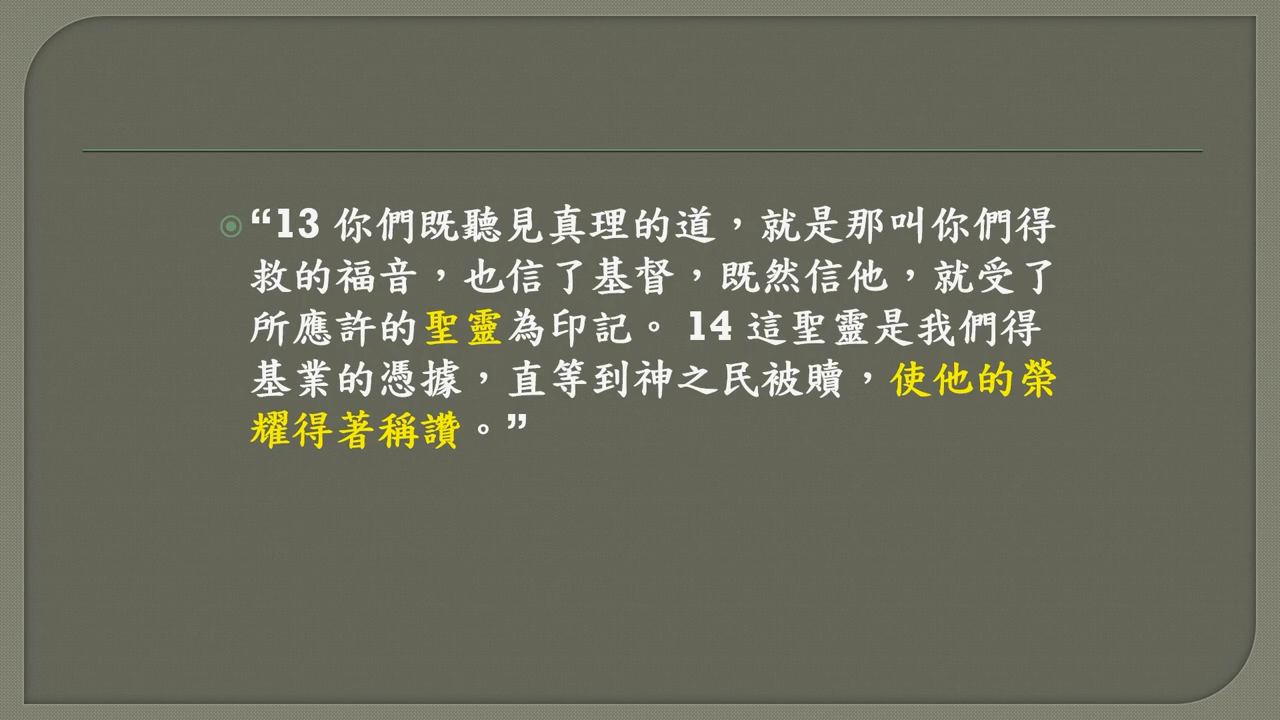 “13 你們既聽見真理的道，就是那叫你們得
救的福音，也信了基督，既然信他，就受了
所應許的聖靈為印記。 14 這聖靈是我們得
基業的憑據，直等到神之民被贖，使他的榮
耀得著稱讚。”